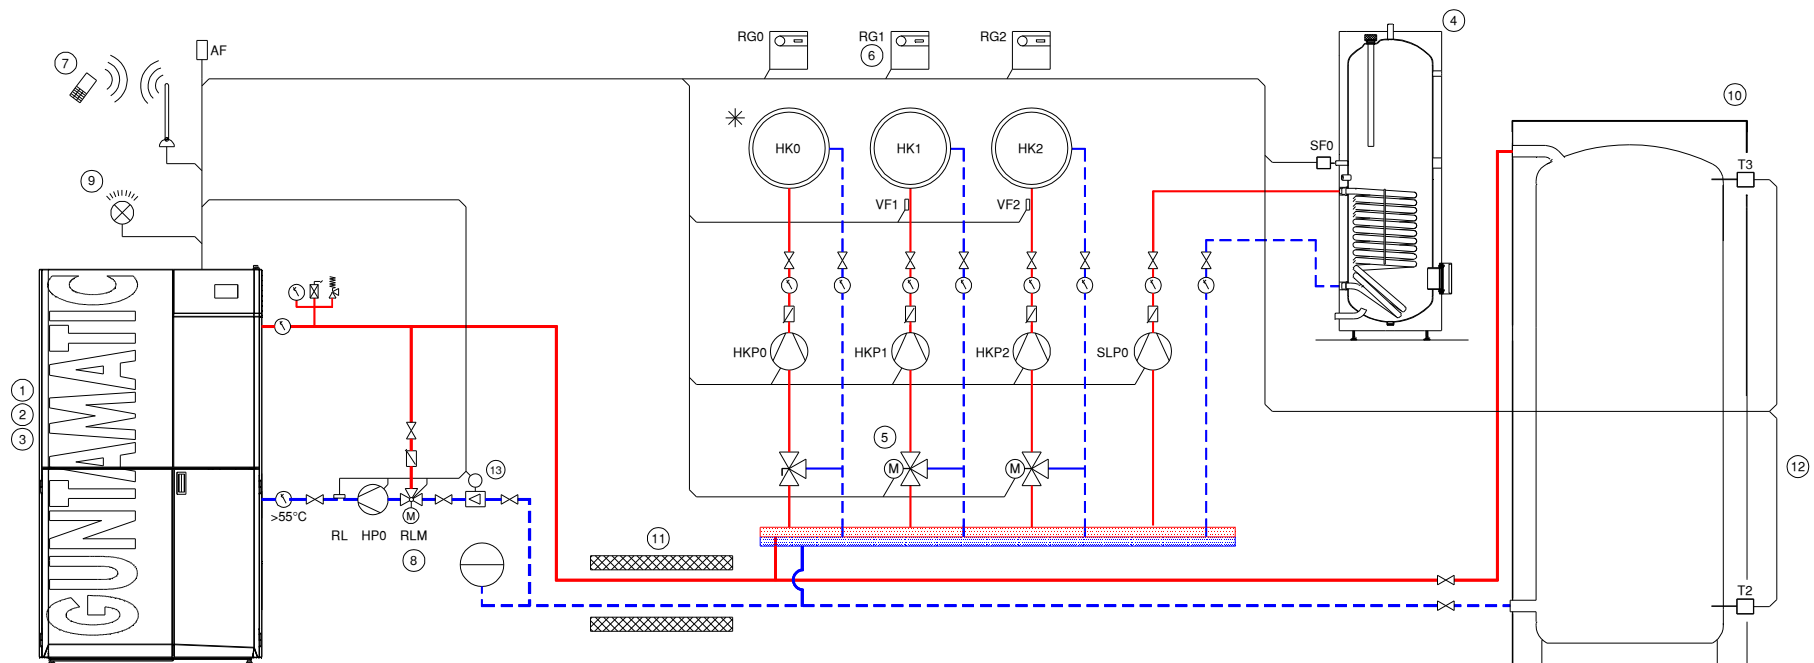 AF
RG0
RG1
RG2
4
7
6
10
9
HK0
HK1
HK2
SF0
T3
VF1
VF2
GUNTAMATIC
HKP0
HKP1
HKP2
SLP0
1
2
3
5
M
M
13
12
>55°C
RL
HP0
RLM
M
8
11
T2